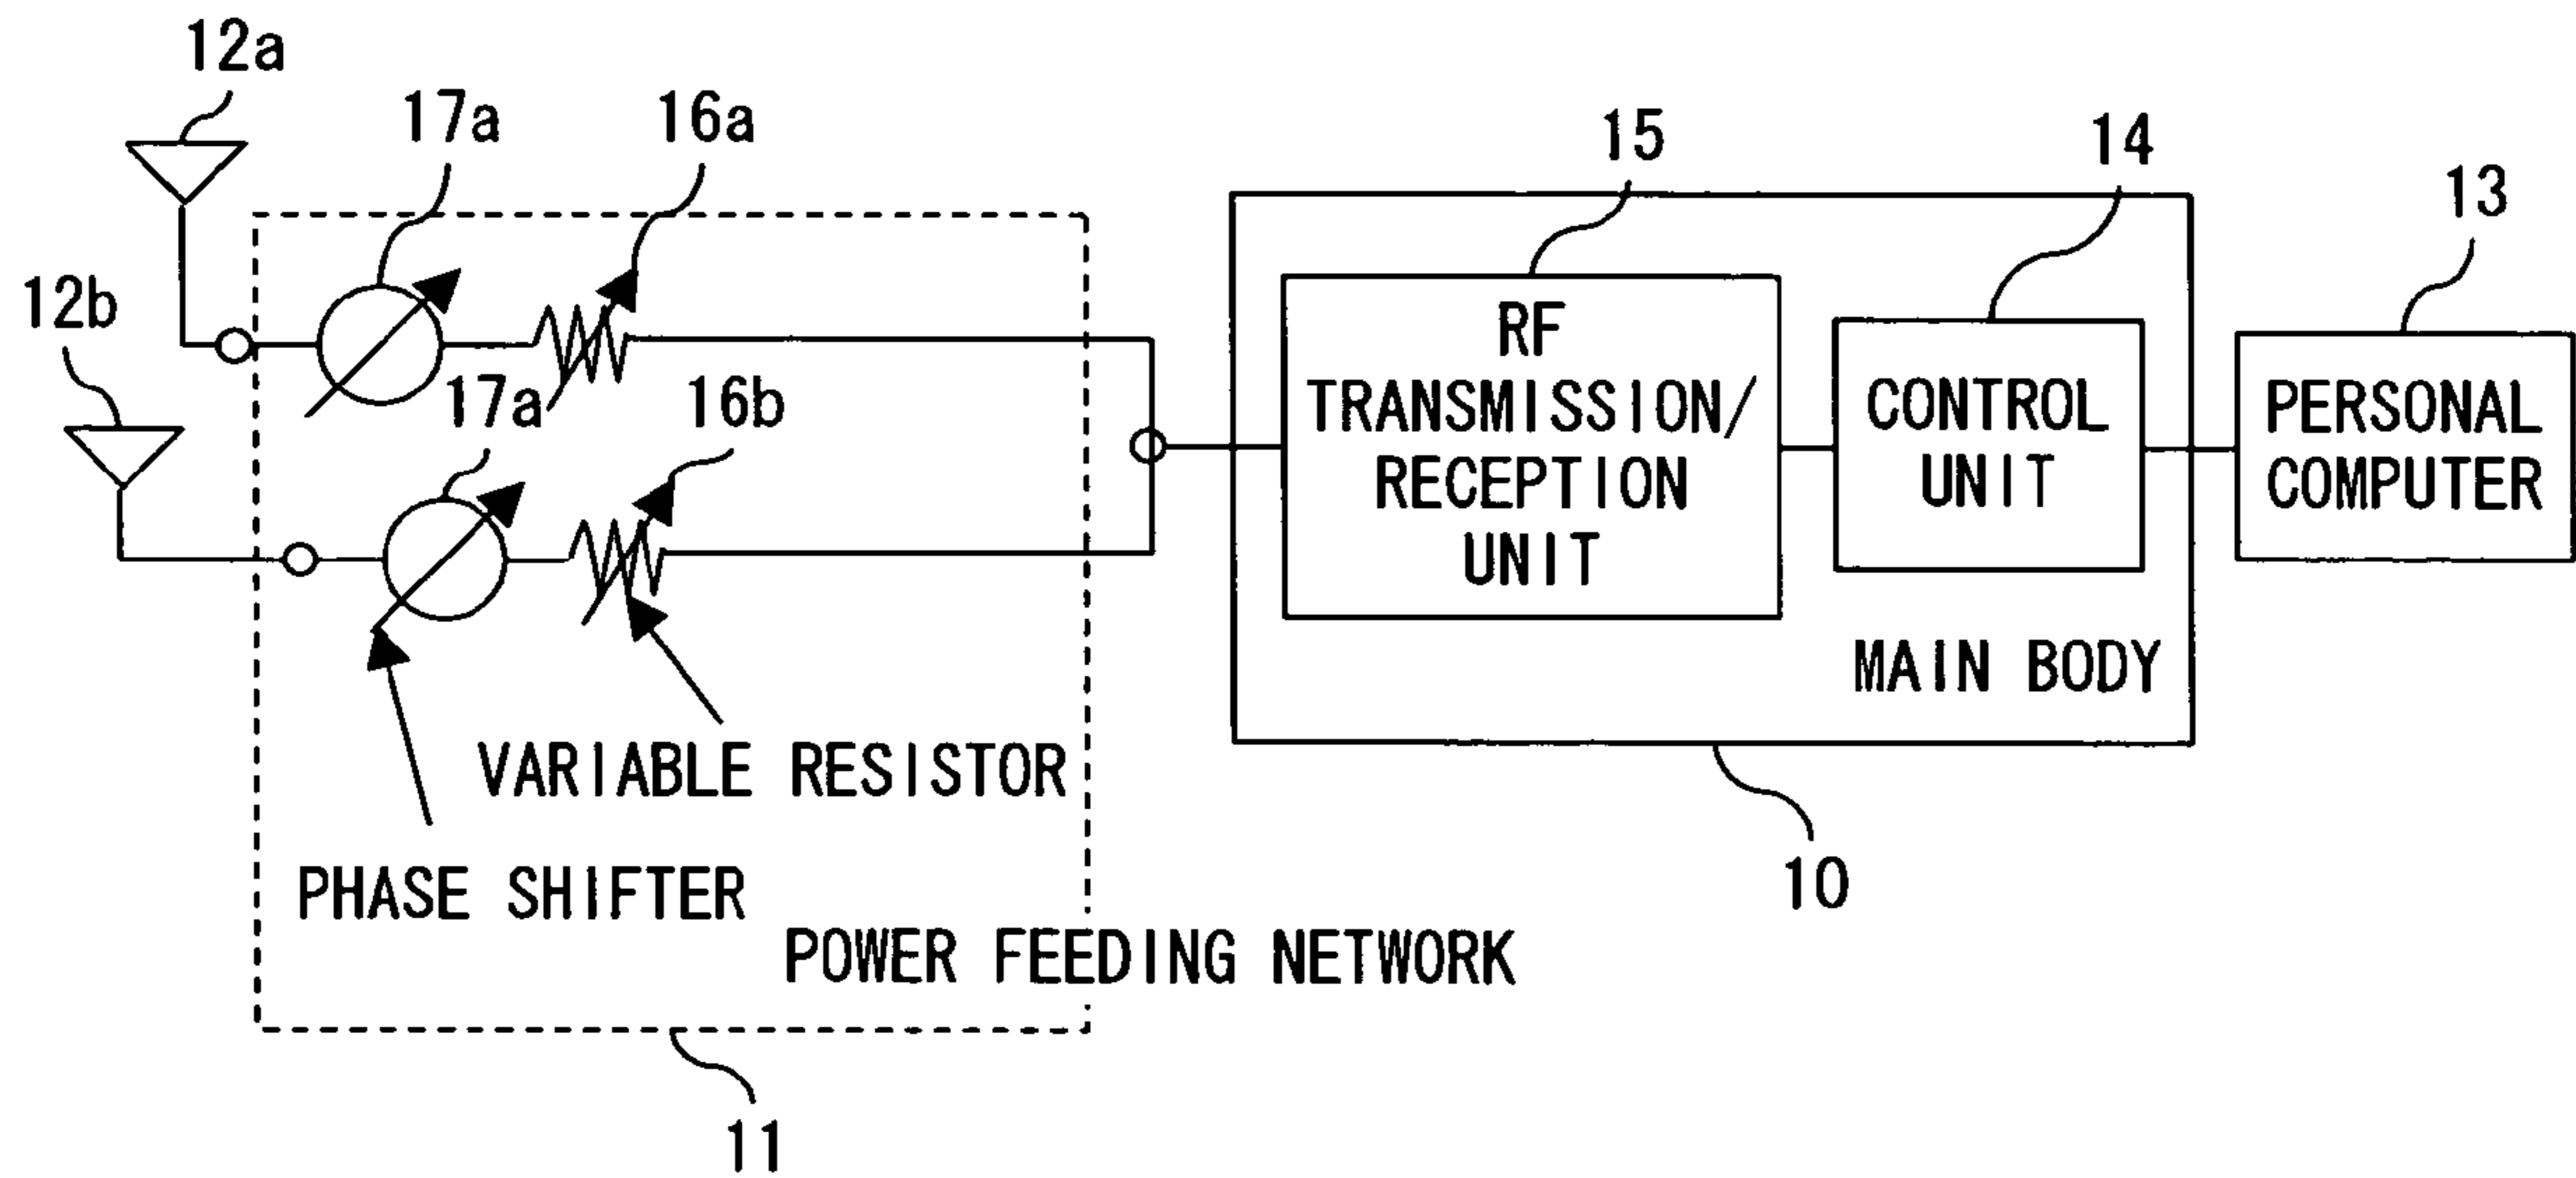 12a
17a
16a
15
14
13
12b
RF
TRANSMISSION/
RECEPTION
UNIT
CONTROL
UNIT
PERSONAL
COMPUTER
17a
16b
MAIN BODY
VARIABLE RESISTOR
PHASE SHIFTER
10
POWER FEEDING NETWORK
11